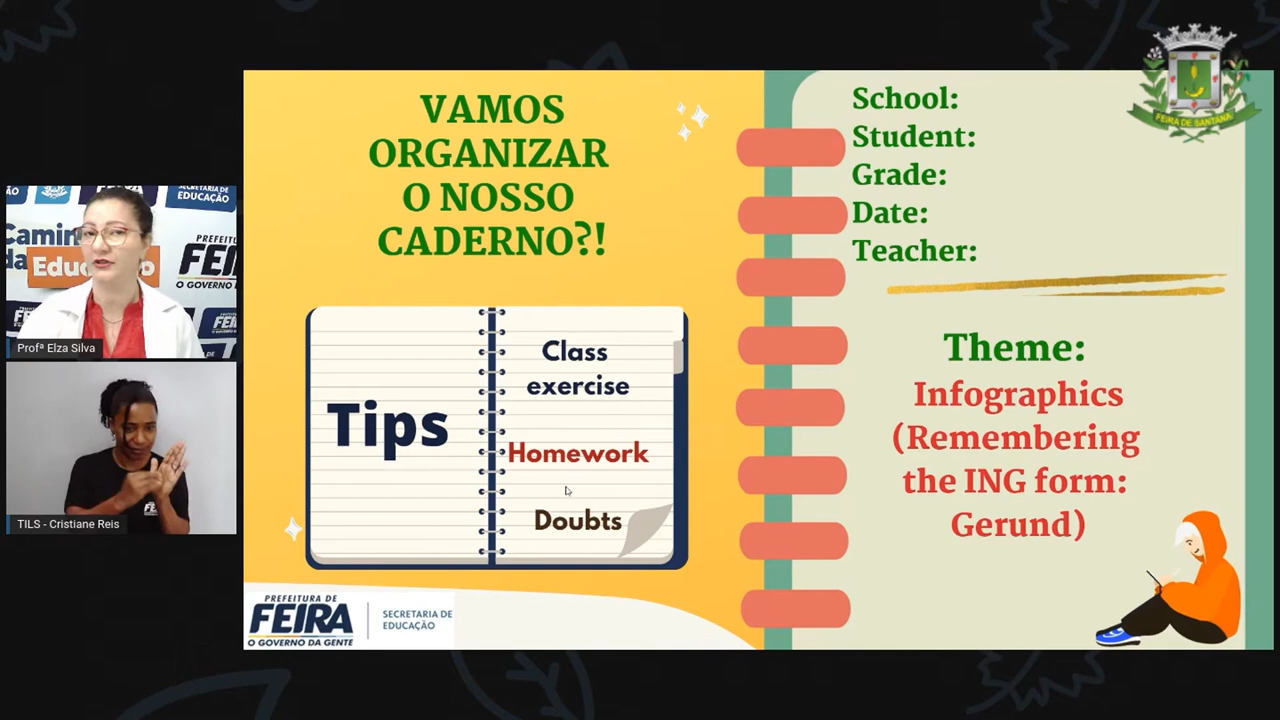 VAMOS
ORGANIZAR
O NOSSO
CADERNO?!
Tips
Class
exercise
Homework
Doubts
PREFEITURA DE
FEIRA
O GOVERNO DA GENTE
SECRETARIA DE
EDUCAÇÃO
School:
Student:
Grade:
Date:
Teacher:
Theme:
Infographics
(Remembering
the ING form:
Gerund)
FEIRA DE SANTANA
SECRETARIA DE
EDUCAÇÃO
PREFEITU
FEI
O GOVERNO D
Profª Elza Silva
TILS - Cristiane Reis